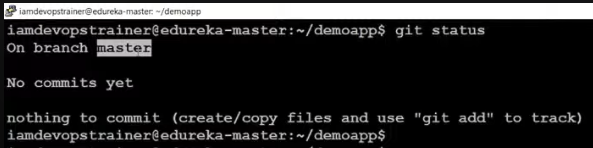 iamdevopstrainer@edureka-master: ~/demoapp
iamdevopstrainer@edureka-master:~/demoapp$ git status
On branch master
No commits yet
nothing to commit (create/copy files and use "git add" to track)
iamdevopstrainer@edureka-master:~/demoapp$